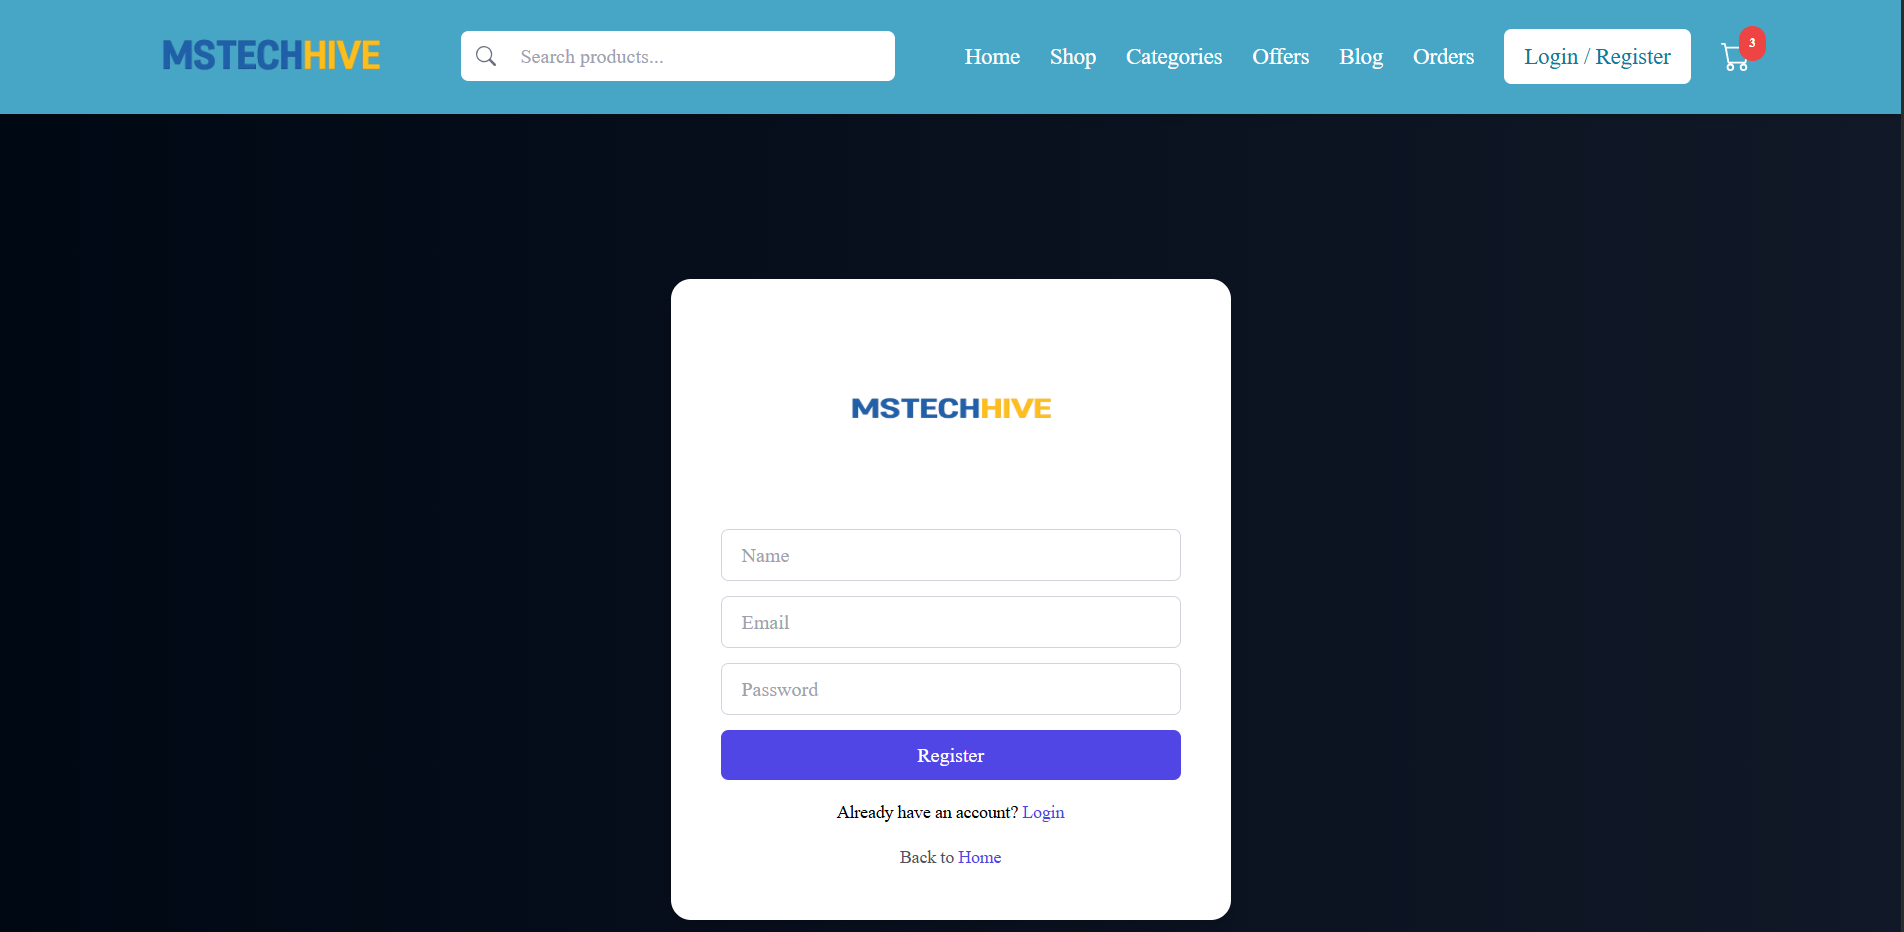 MSTECHHIVE
Search products...
Home
Shop
Categories
Offers
Blog
Orders
Login / Register
3
MSTECHHIVE
Name
Email
Password
Register
Already have an account? Login
Back to Home